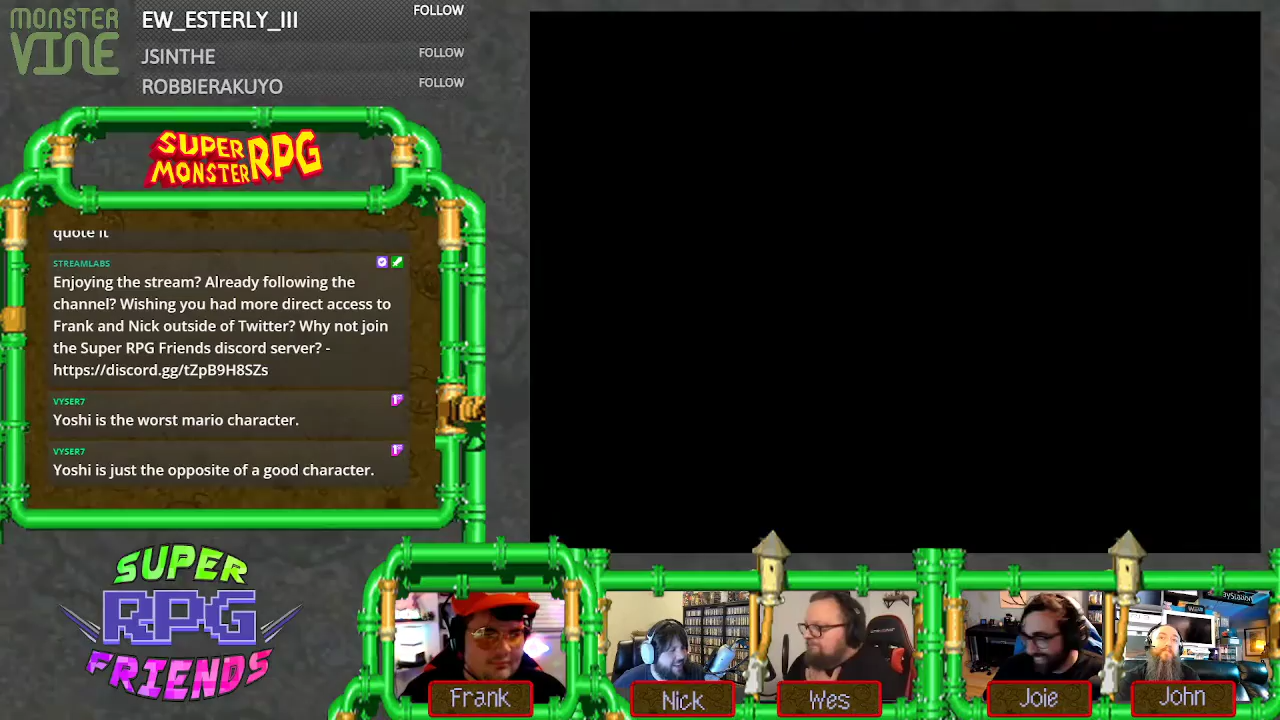 MONSTER
VINE
EW_ESTERLY_III FOLLOW
JSINTHE FOLLOW
ROBBIERAKUYO FOLLOW
SUPER
MONSTER RPG
quote it
STREAMLABS
Enjoying the stream? Already following the
channel? Wishing you had more direct access to
Frank and Nick outside of Twitter? Why not join
the Super RPG Friends discord server? -
https://discord.gg/tZpB9H8SZs
VYSER7
Yoshi is the worst mario character.
VYSER7
Yoshi is just the opposite of a good character.
SUPER
RPG
FRIENDS
Frank
Nick
Wes
Joie
John